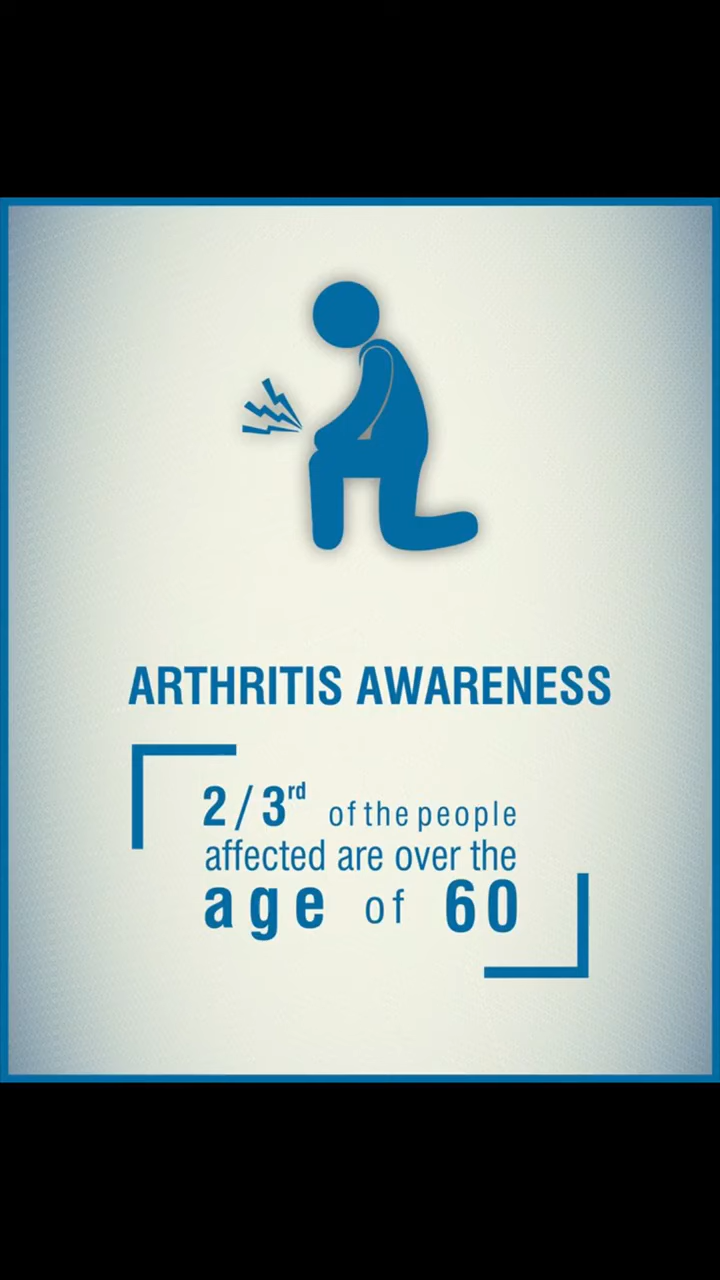 ARTHRITIS AWARENESS
2/3rd of the people
affected are over the
age of 60